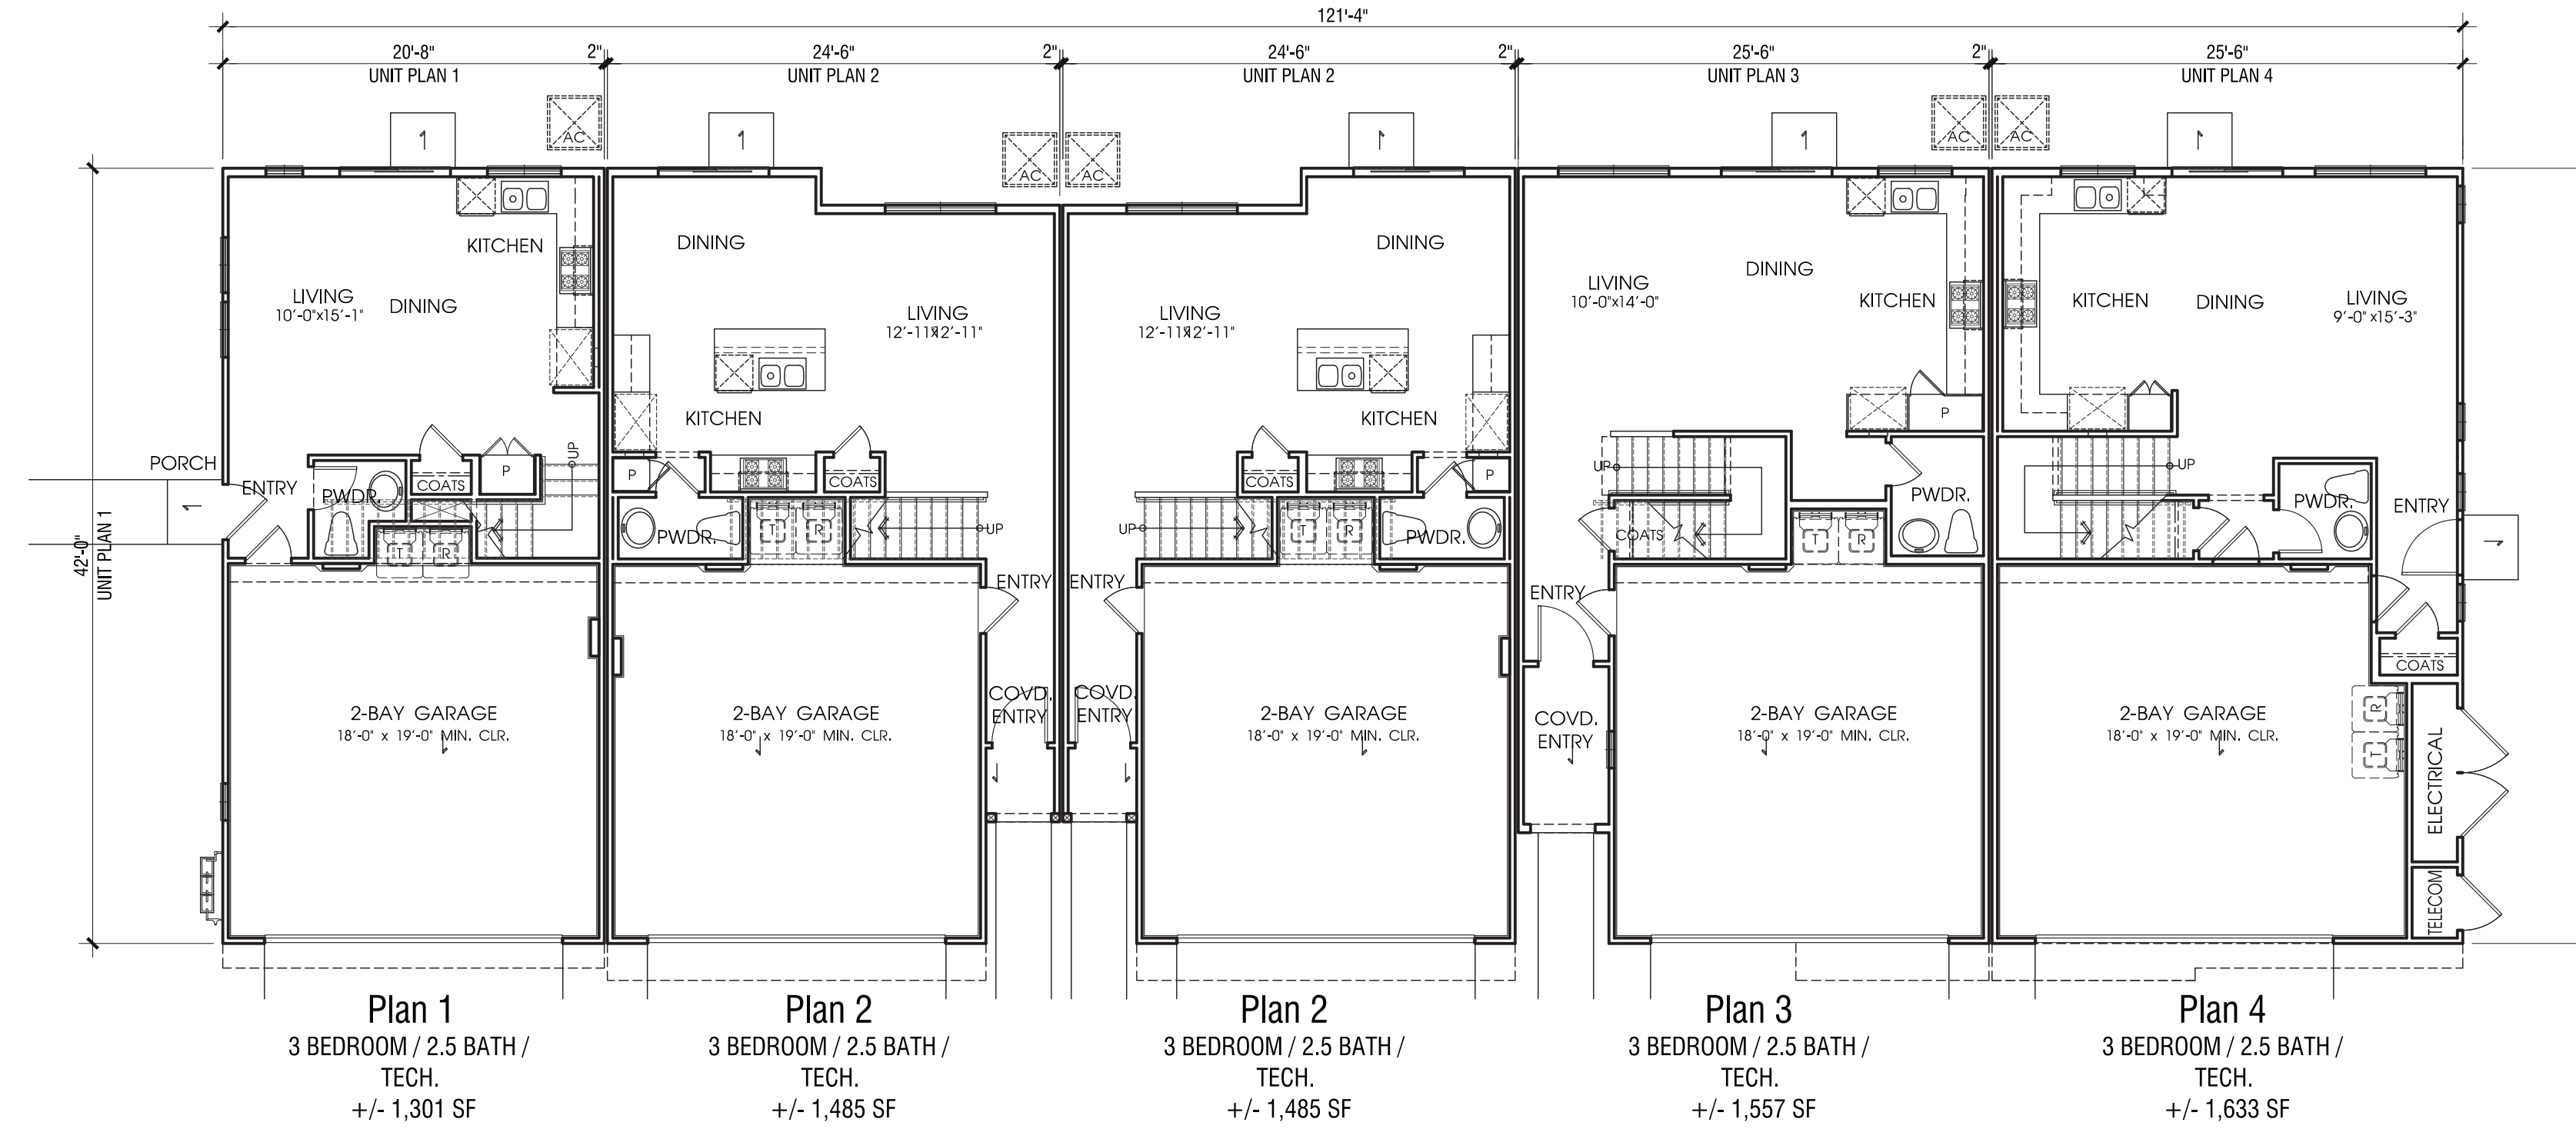 121'-4"
20'-8"
2"
24'-6"
2"
24'-6"
2"
25'-6"
2"
25'-6"
UNIT PLAN 1
UNIT PLAN 2
UNIT PLAN 2
UNIT PLAN 3
UNIT PLAN 4
42'-0"
UNIT PLAN 1
1
AC
KITCHEN
LIVING
10'-0"x15'-1"
DINING
PORCH
1
ENTRY
PWDR.
COATS
P
UP
T
R
2-BAY GARAGE
18'-0" x 19'-0" MIN. CLR.
1
AC
DINING
LIVING
12'-11"x12'-11"
KITCHEN
P
COATS
PWDR.
T
R
UP
ENTRY
COVD.
ENTRY
2-BAY GARAGE
18'-0" x 19'-0" MIN. CLR.
AC
1
DINING
LIVING
12'-11"x12'-11"
KITCHEN
COATS
P
UP
T
R
PWDR.
ENTRY
COVD.
ENTRY
2-BAY GARAGE
18'-0" x 19'-0" MIN. CLR.
1
AC
LIVING
10'-0"x14'-0"
DINING
KITCHEN
P
UP
COATS
PWDR.
T
R
ENTRY
COVD.
ENTRY
2-BAY GARAGE
18'-0" x 19'-0" MIN. CLR.
AC
1
KITCHEN
DINING
LIVING
9'-0"x15'-3"
UP
PWDR.
ENTRY
1
COATS
2-BAY GARAGE
18'-0" x 19'-0" MIN. CLR.
R
T
ELECTRICAL
TELECOM
Plan 1
3 BEDROOM / 2.5 BATH /
TECH.
+/- 1,301 SF
Plan 2
3 BEDROOM / 2.5 BATH /
TECH.
+/- 1,485 SF
Plan 2
3 BEDROOM / 2.5 BATH /
TECH.
+/- 1,485 SF
Plan 3
3 BEDROOM / 2.5 BATH /
TECH.
+/- 1,557 SF
Plan 4
3 BEDROOM / 2.5 BATH /
TECH.
+/- 1,633 SF